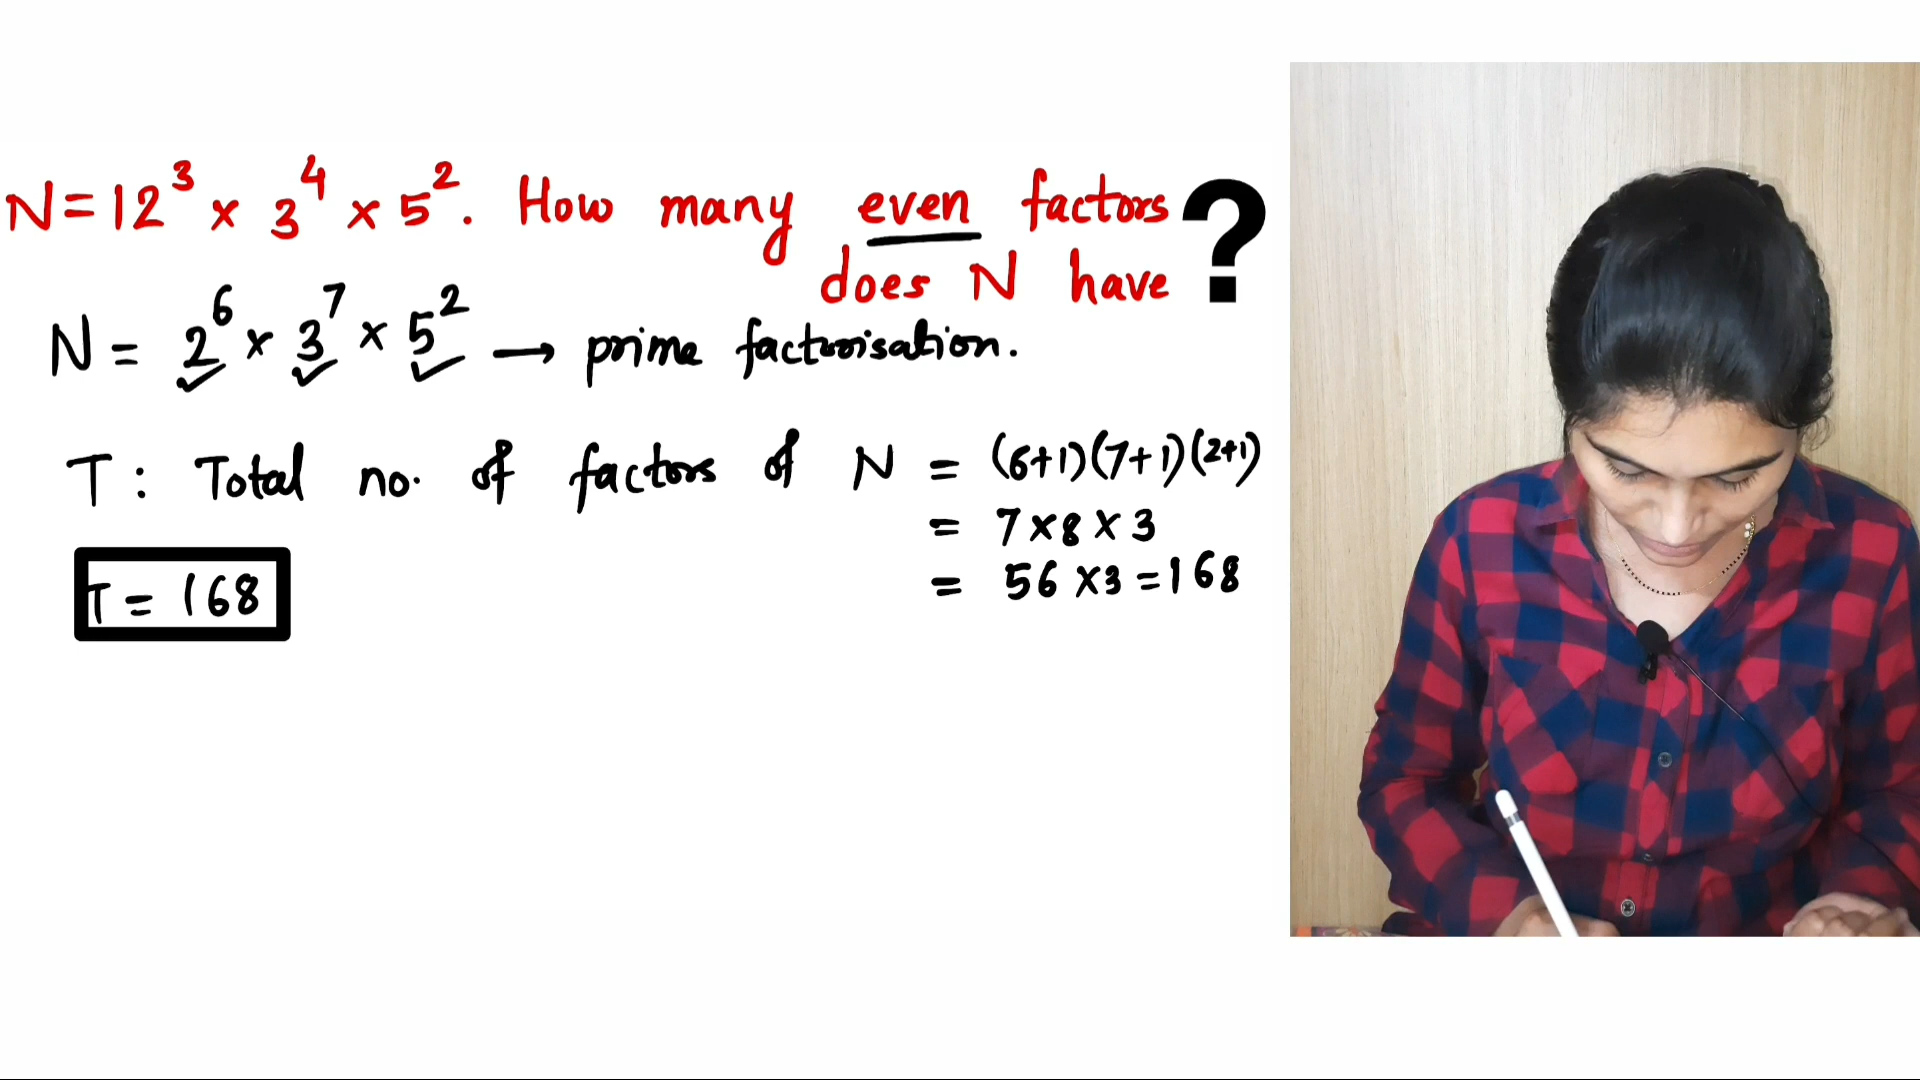 N = 12³ × 3⁴ × 5². How many even factors
does N have ?
N = 2⁶ × 3⁷ × 5² → prime factorisation.
T : Total no. of factors of N = (6+1)(7+1)(2+1)
= 7 × 8 × 3
= 56 × 3 = 168
T = 168